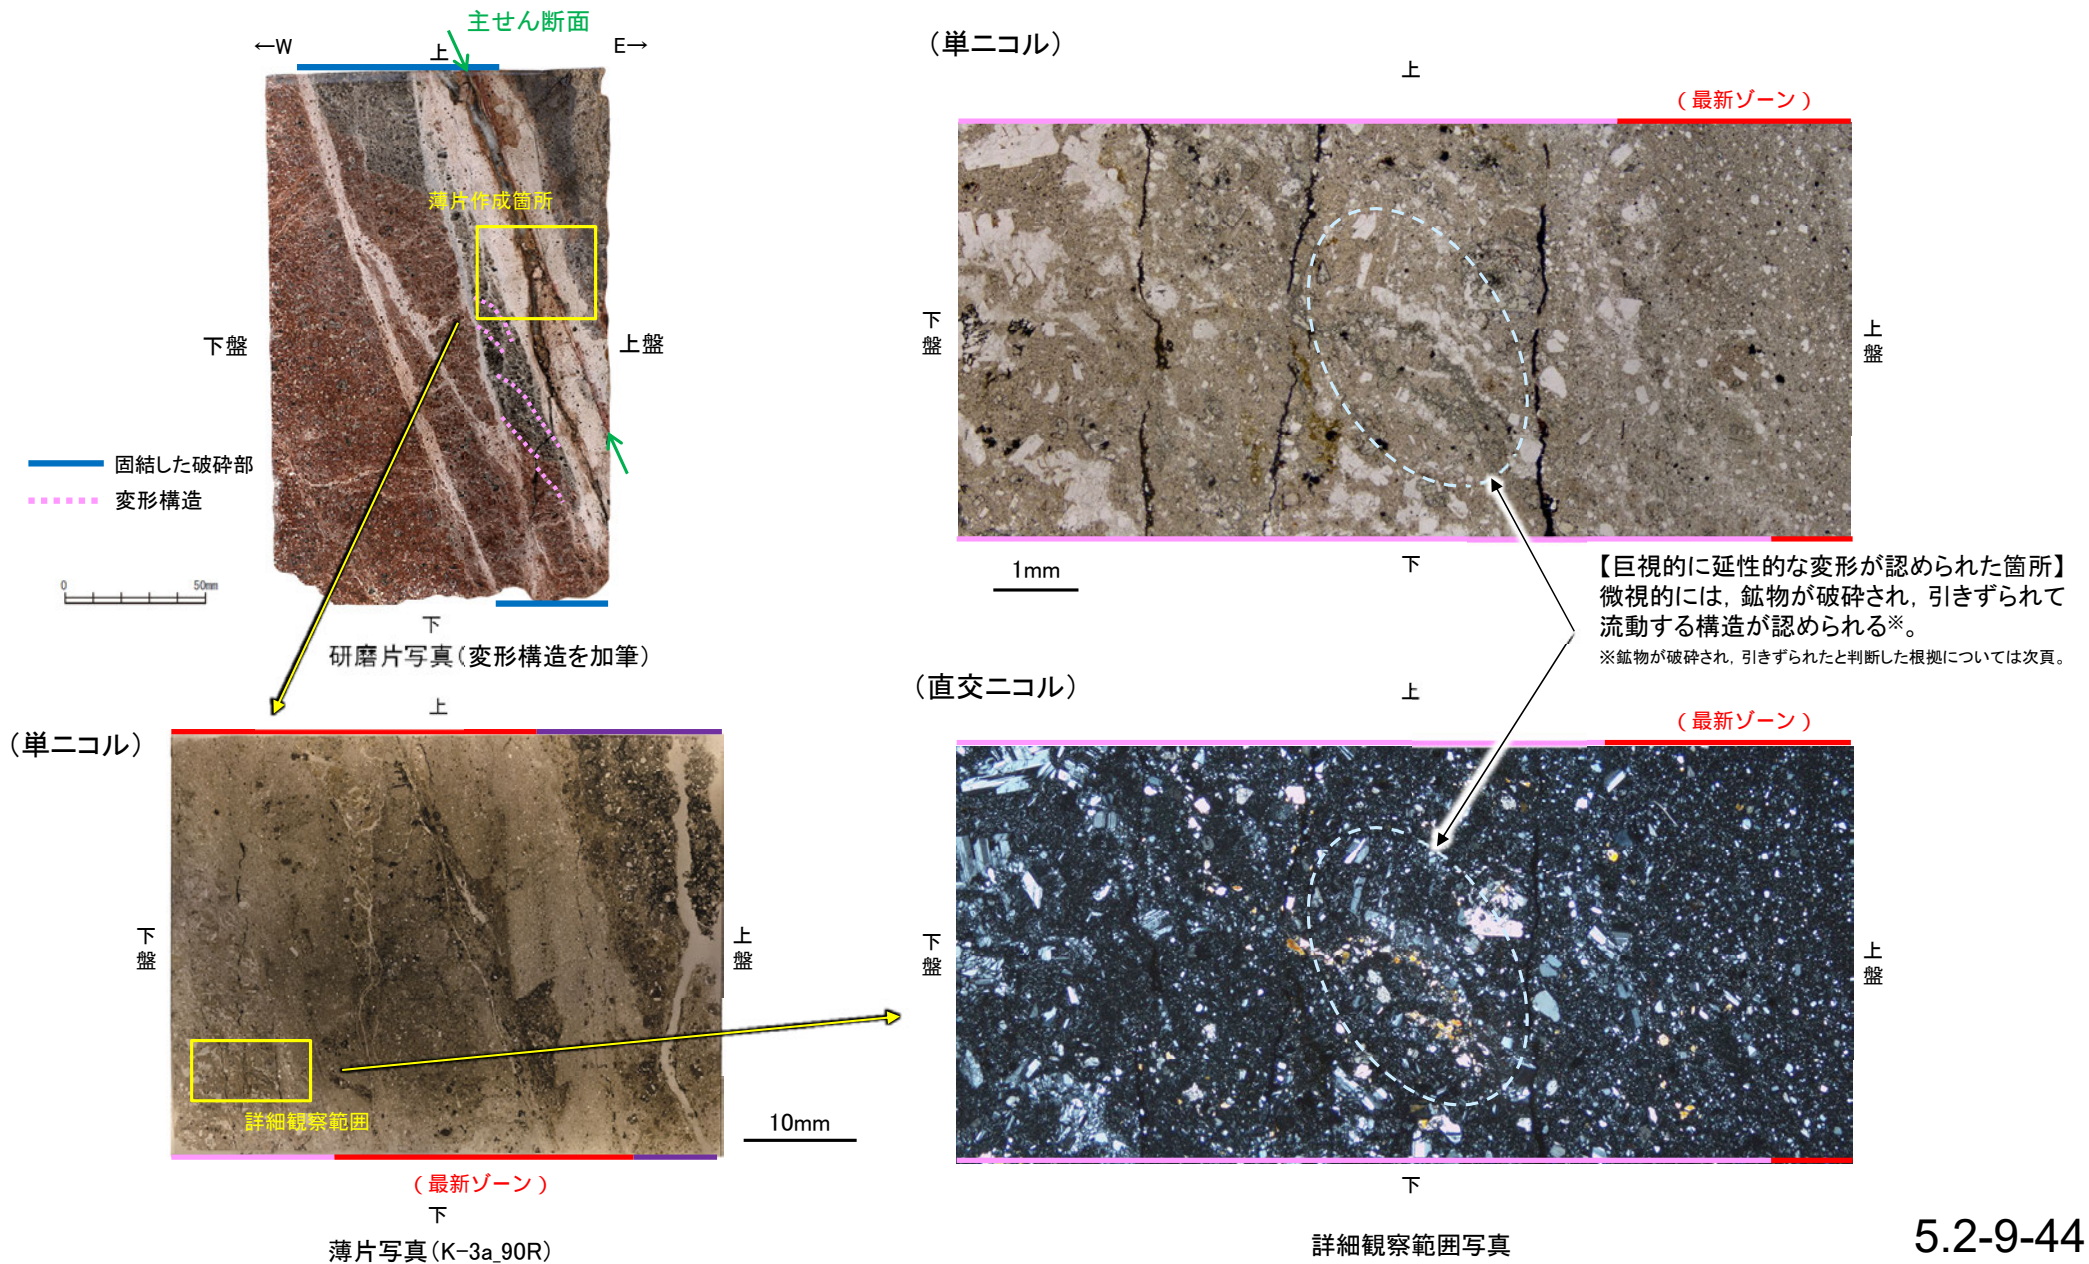 主せん断面
←W
上
E→
薄片作成箇所
下盤
上盤
固結した破砕部
変形構造
0
50mm
下
研磨片写真(変形構造を加筆)
(単ニコル)
上
下盤
上盤
詳細観察範囲
10mm
(最新ゾーン)
下
薄片写真(K-3a_90R)
(単ニコル)
上
(最新ゾーン)
下盤
上盤
下
1mm
【巨視的に延性的な変形が認められた箇所】
微視的には, 鉱物が破砕され, 引きずられて
流動する構造が認められる※。
※鉱物が破砕され, 引きずられたと判断した根拠については次頁。
(直交ニコル)
上
(最新ゾーン)
下盤
上盤
下
詳細観察範囲写真
5.2-9-44